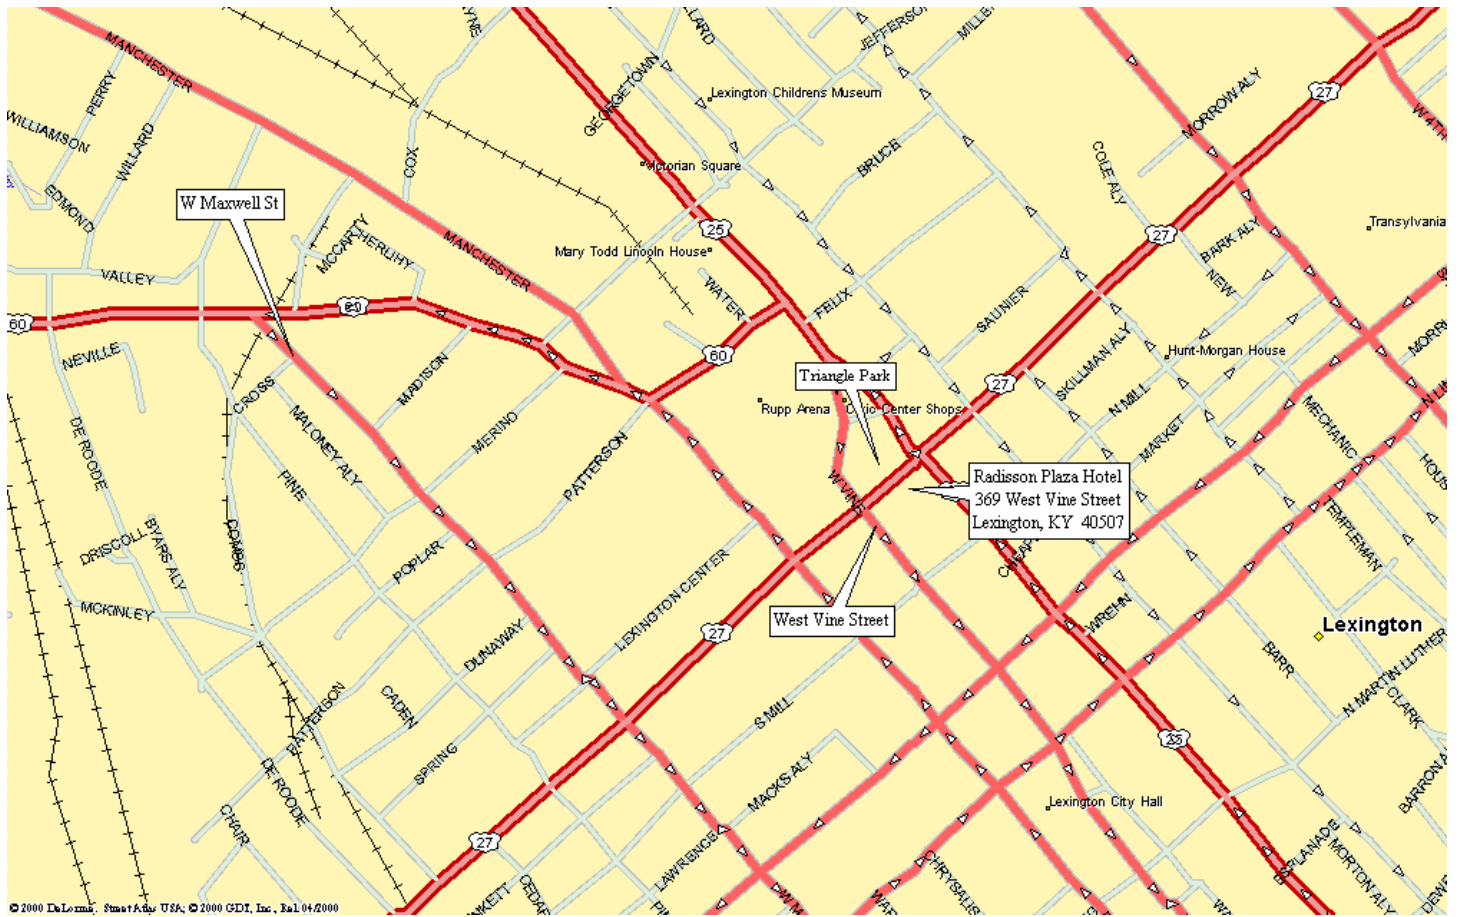 MANCHESTER
PERRY
WILLIAMSON
WILLARD
EDMOND
COX
GEORGETOWN
Lexington Childrens Museum
JEFFERSON
BRUCE
MORROW ALY
27
W 4TH
COLE ALY
Victorian Square
W Maxwell St
MCCARTY
VALLEY
MANCHESTER
25
Mary Todd Lincoln House
27
Transylvania
BARK ALY
NEW
WATER
FELIX
SAUNIER
60
60
NEVILLE
MADISON
CROSS
Triangle Park
27
SKILLMAN ALY
Hunt-Morgan House
Rupp Arena
Civic Center Shops
N MILL
MARKET
MECHANIC
MALONEY ALY
MERINO
PATTERSON
DE ROODE
PINE
W VINE
Radisson Plaza Hotel
369 West Vine Street
Lexington, KY 40507
TEMPLEMAN
DRISCOLL
BYARS ALY
COMBS
POPLAR
LEXINGTON CENTER
MCKINLEY
West Vine Street
27
WREHN
Lexington
DUNAWAY
BARR
N MARTIN LUTHER
CLARK
CADEN
PATTERSON
S MILL
25
SPRING
DE ROODE
MACKS ALY
Lexington City Hall
CHAIR
27
LAWRENCE
CHRYSALIS
ESPLANADE
MORTON ALY
© 2000 DeLorme. Street Atlas USA; © 2000 GDT, Inc., Rel. 04/2000